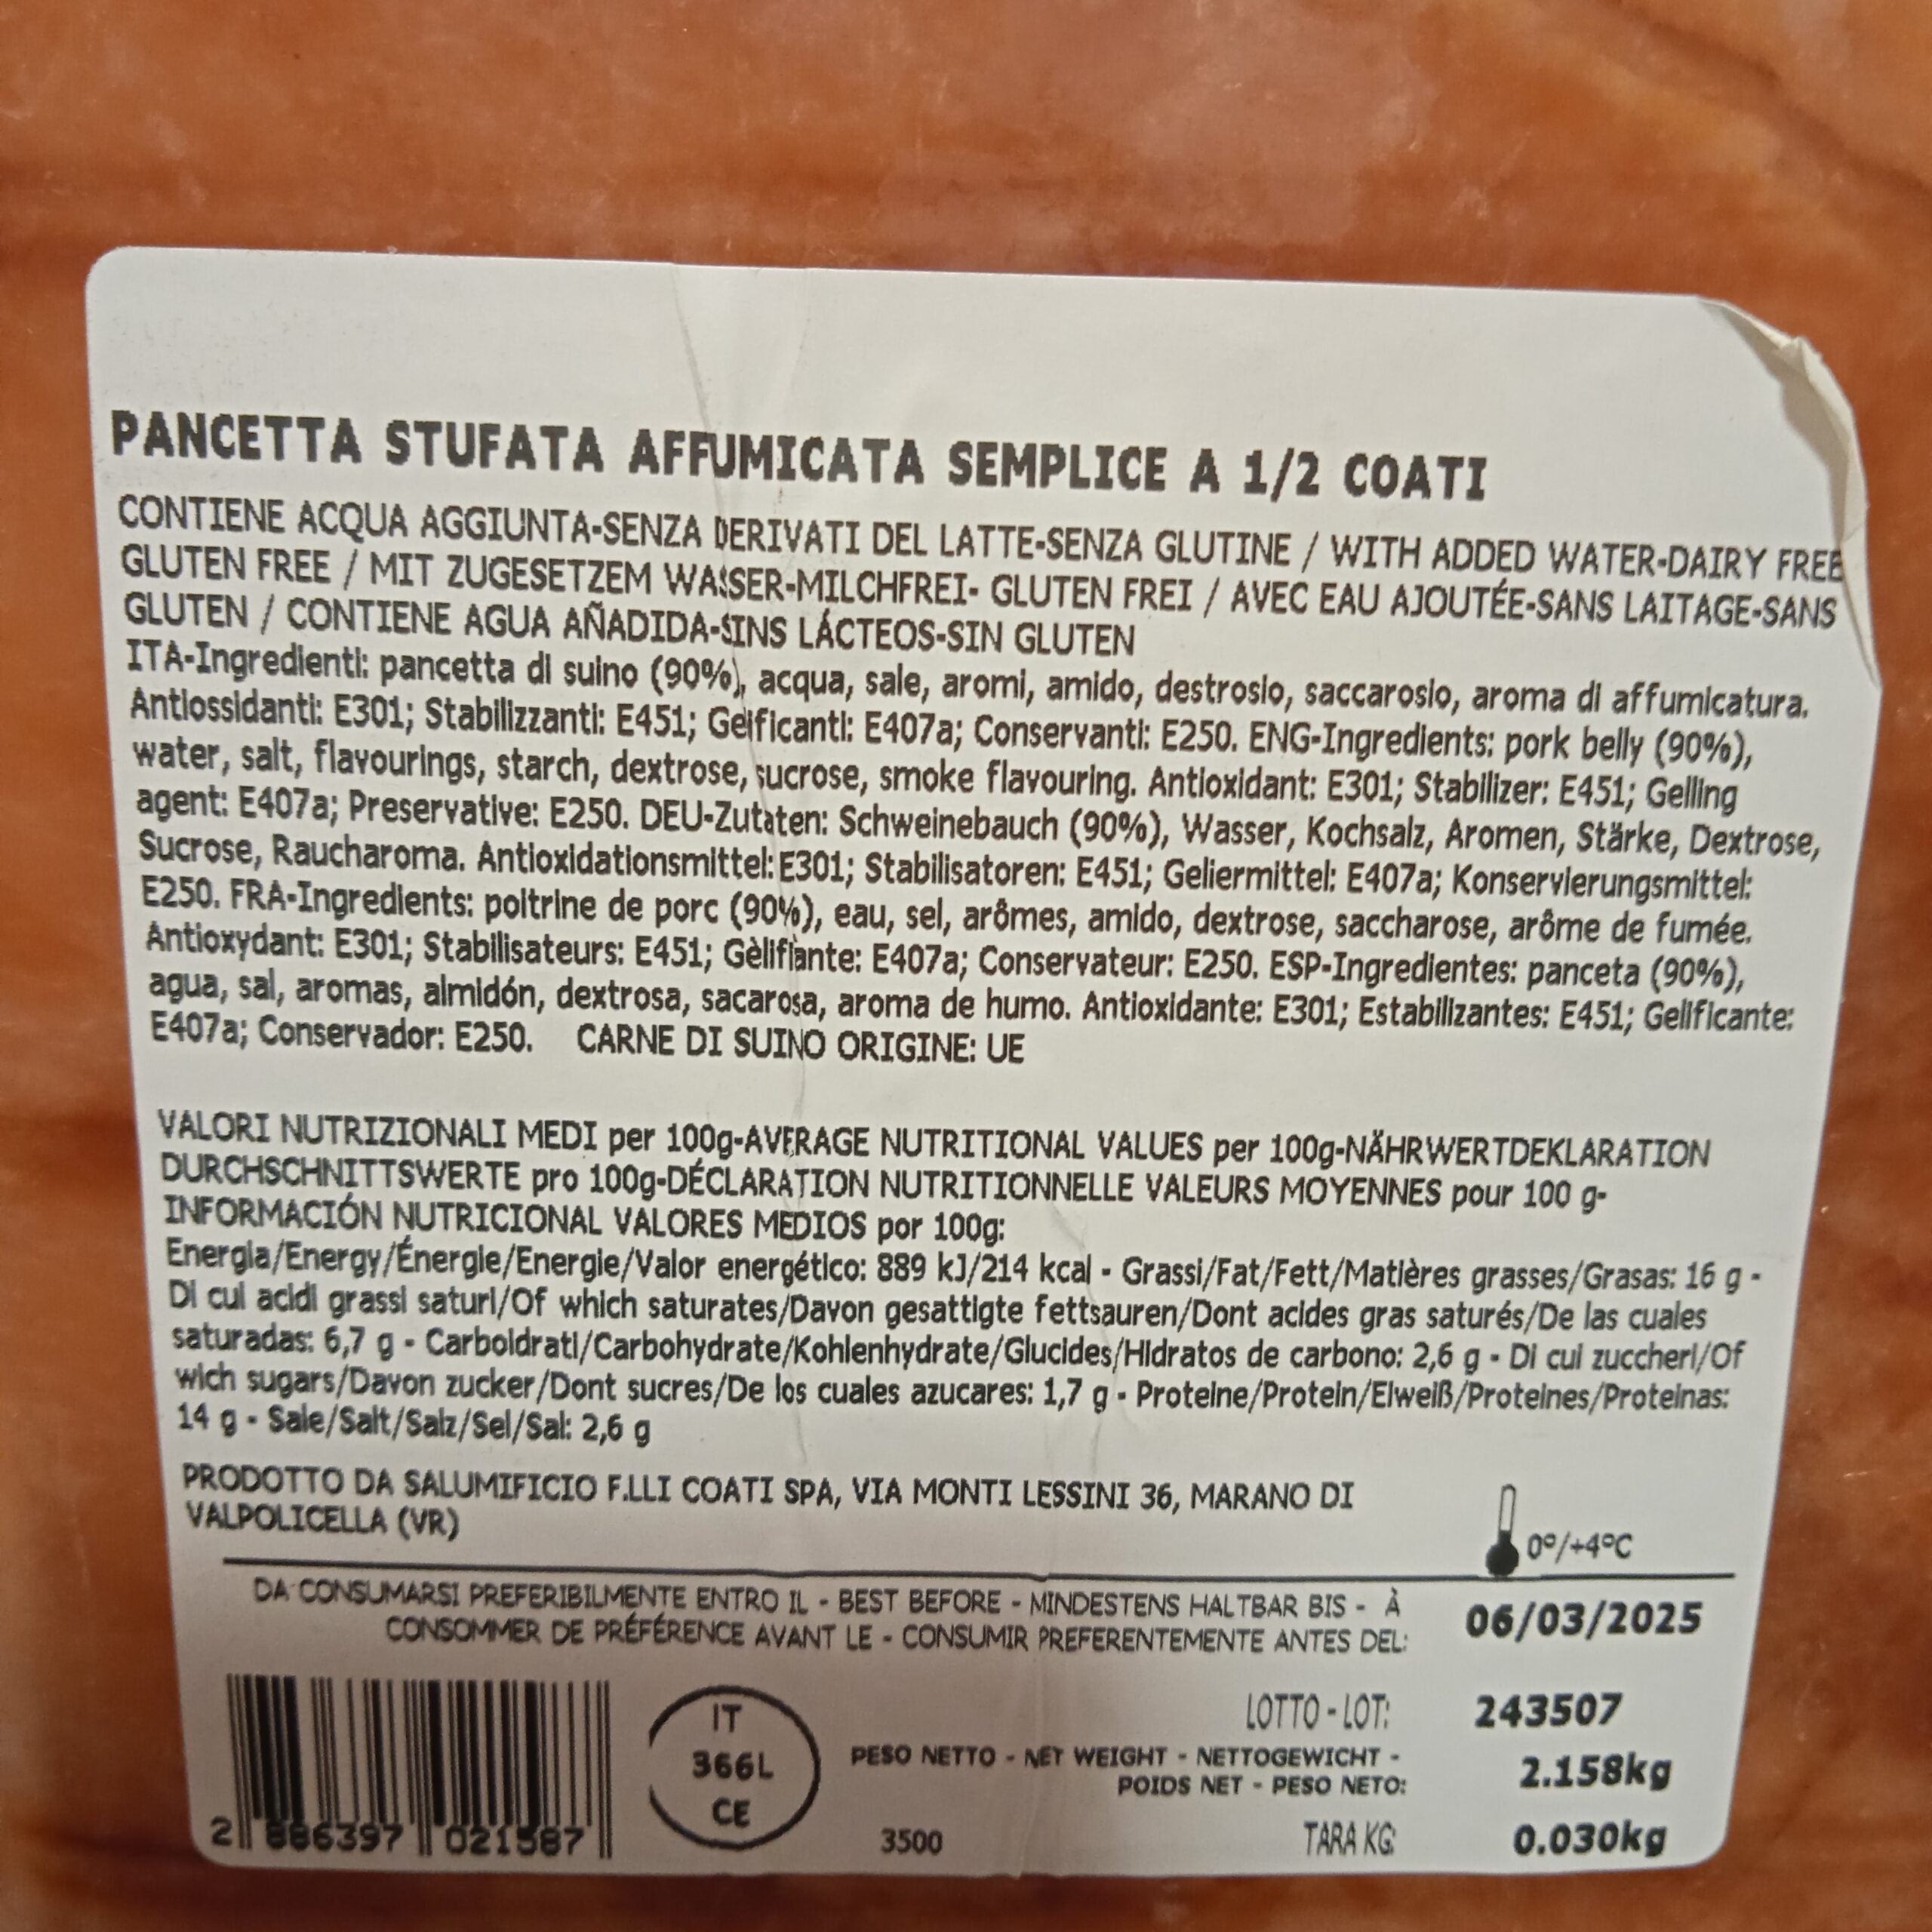 PANCETTA STUFATA AFFUMICATA SEMPLICE A 1/2 COATI
CONTIENE ACQUA AGGIUNTA-SENZA DERIVATI DEL LATTE-SENZA GLUTINE / WITH ADDED WATER-DAIRY FREE
GLUTEN FREE / MIT ZUGESETZEM WASSER-MILCHFREI- GLUTEN FREI / AVEC EAU AJOUTÉE-SANS LAITAGE-SANS
GLUTEN / CONTIENE AGUA AÑADIDA-SINS LÁCTEOS-SIN GLUTEN
ITA-Ingredienti: pancetta di suino (90%), acqua, sale, aromi, amido, destrosio, saccarosio, aroma di affumicatura.
Antiossidanti: E301; Stabilizzanti: E451; Gelificanti: E407a; Conservanti: E250. ENG-Ingredients: pork belly (90%),
water, salt, flavourings, starch, dextrose, sucrose, smoke flavouring. Antioxidant: E301; Stabilizer: E451; Gelling
agent: E407a; Preservative: E250. DEU-Zutaten: Schweinebauch (90%), Wasser, Kochsalz, Aromen, Stärke, Dextrose,
Sucrose, Raucharoma. Antioxidationsmittel: E301; Stabilisatoren: E451; Geliermittel: E407a; Konservierungsmittel:
E250. FRA-Ingredients: poitrine de porc (90%), eau, sel, arômes, amido, dextrose, saccharose, arôme de fumée.
Antioxydant: E301; Stabilisateurs: E451; Gèlifiante: E407a; Conservateur: E250. ESP-Ingredientes: panceta (90%),
agua, sal, aromas, almidón, dextrosa, sacarosa, aroma de humo. Antioxidante: E301; Estabilizantes: E451; Gelificante:
E407a; Conservador: E250. CARNE DI SUINO ORIGINE: UE
VALORI NUTRIZIONALI MEDI per 100g-AVERAGE NUTRITIONAL VALUES per 100g-NÄHRWERTDEKLARATION
DURCHSCHNITTSWERTE pro 100g-DÉCLARATION NUTRITIONNELLE VALEURS MOYENNES pour 100 g-
INFORMACIÓN NUTRICIONAL VALORES MEDIOS por 100g:
Energia/Energy/Énergie/Energie/Valor energético: 889 kJ/214 kcal - Grassi/Fat/Fett/Matières grasses/Grasas: 16 g -
Di cui acidi grassi saturi/Of which saturates/Davon gesattigte fettsauren/Dont acides gras saturés/De las cuales
saturadas: 6,7 g - Carboidrati/Carbohydrate/Kohlenhydrate/Glucides/Hidratos de carbono: 2,6 g - Di cui zuccheri/Of
wich sugars/Davon zucker/Dont sucres/De los cuales azucares: 1,7 g - Proteine/Protein/Eiweiß/Proteines/Proteinas:
14 g - Sale/Salt/Salz/Sel/Sal: 2,6 g
PRODOTTO DA SALUMIFICIO F.LLI COATI SPA, VIA MONTI LESSINI 36, MARANO DI
VALPOLICELLA (VR)
0°/+4°C
DA CONSUMARSI PREFERIBILMENTE ENTRO IL - BEST BEFORE - MINDESTENS HALTBAR BIS - À
CONSOMMER DE PRÉFÉRENCE AVANT LE - CONSUMIR PREFERENTEMENTE ANTES DEL:
06/03/2025
LOTTO - LOT: 243507
PESO NETTO - NET WEIGHT - NETTOGEWICHT -
POIDS NET - PESO NETO:
2.158kg
TARA KG: 0.030kg
3500
IT
366L
CE
2 886397 021587